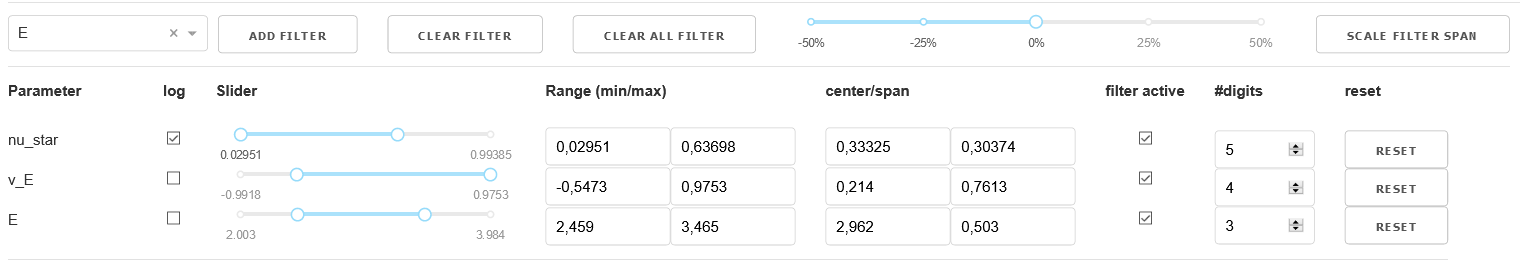 E × ADD FILTER CLEAR FILTER CLEAR ALL FILTER SCALE FILTER SPAN
-50% -25% 0% 25% 50%
Parameter log Slider Range (min/max) center/span filter active #digits reset
nu_star 0,02951 0,63698 0,33325 0,30374 5 RESET
0.02951 0.99385
v_E -0,5473 0,9753 0,214 0,7613 4 RESET
-0.9918 0.9753
E 2,459 3,465 2,962 0,503 3 RESET
2.003 3.984